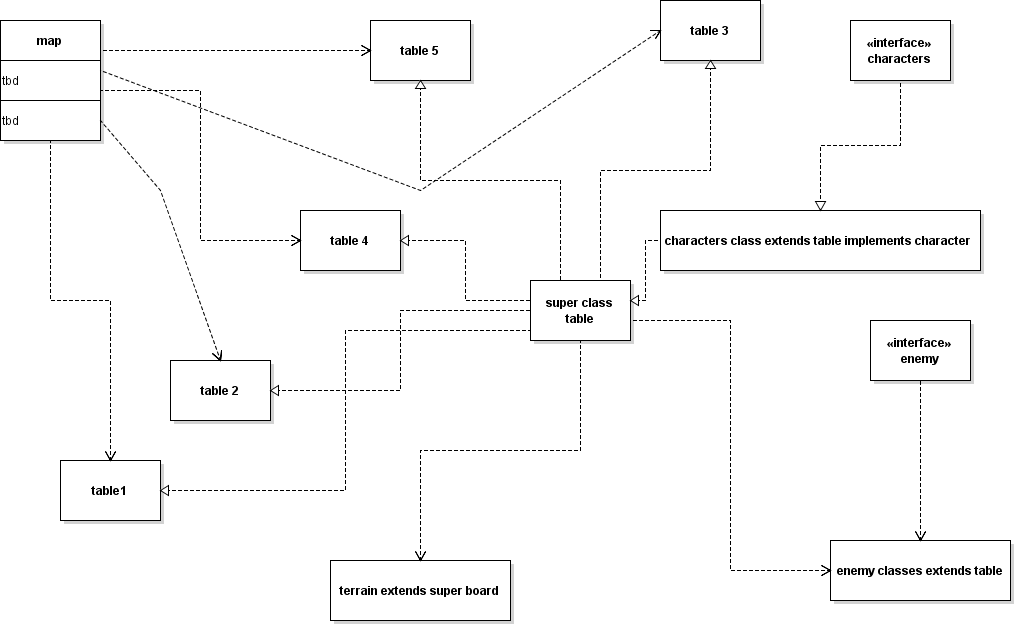 map
tbd
tbd
table 5
table 3
«interface»
characters
table 4
characters class extends table implements character
super class
table
«interface»
enemy
table 2
table1
terrain extends super board
enemy classes extends table